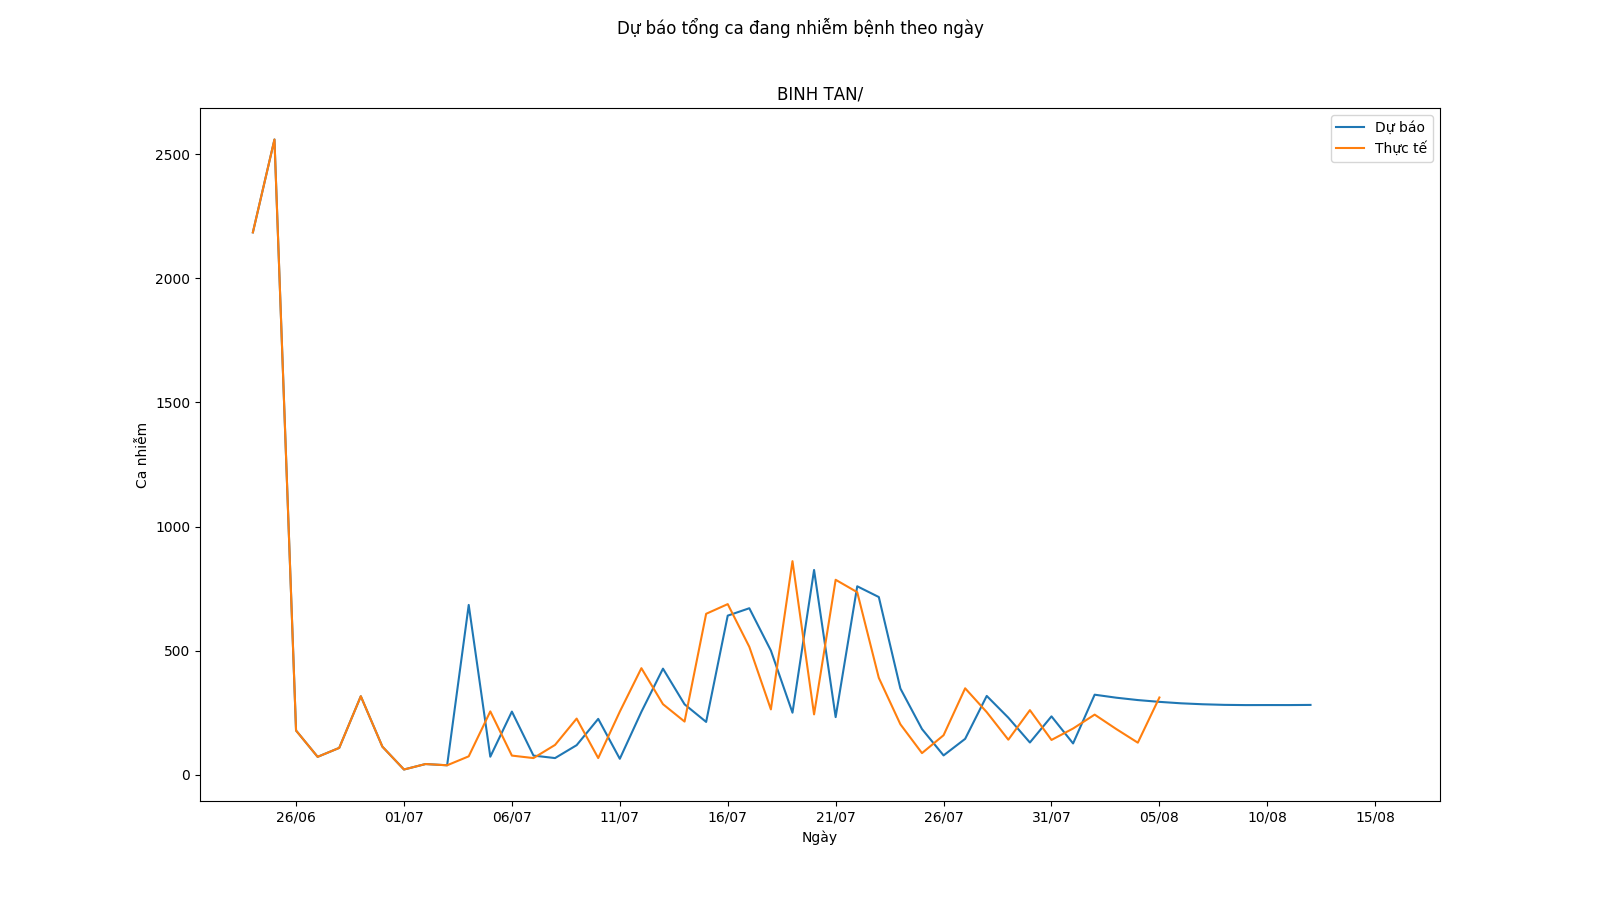 Dự báo tổng ca đang nhiễm bệnh theo ngày
BINH TAN/
Dự báo
Thực tế
2500
2000
1500
1000
500
0
Ca nhiễm
26/06
01/07
06/07
11/07
16/07
21/07
26/07
31/07
05/08
10/08
15/08
Ngày